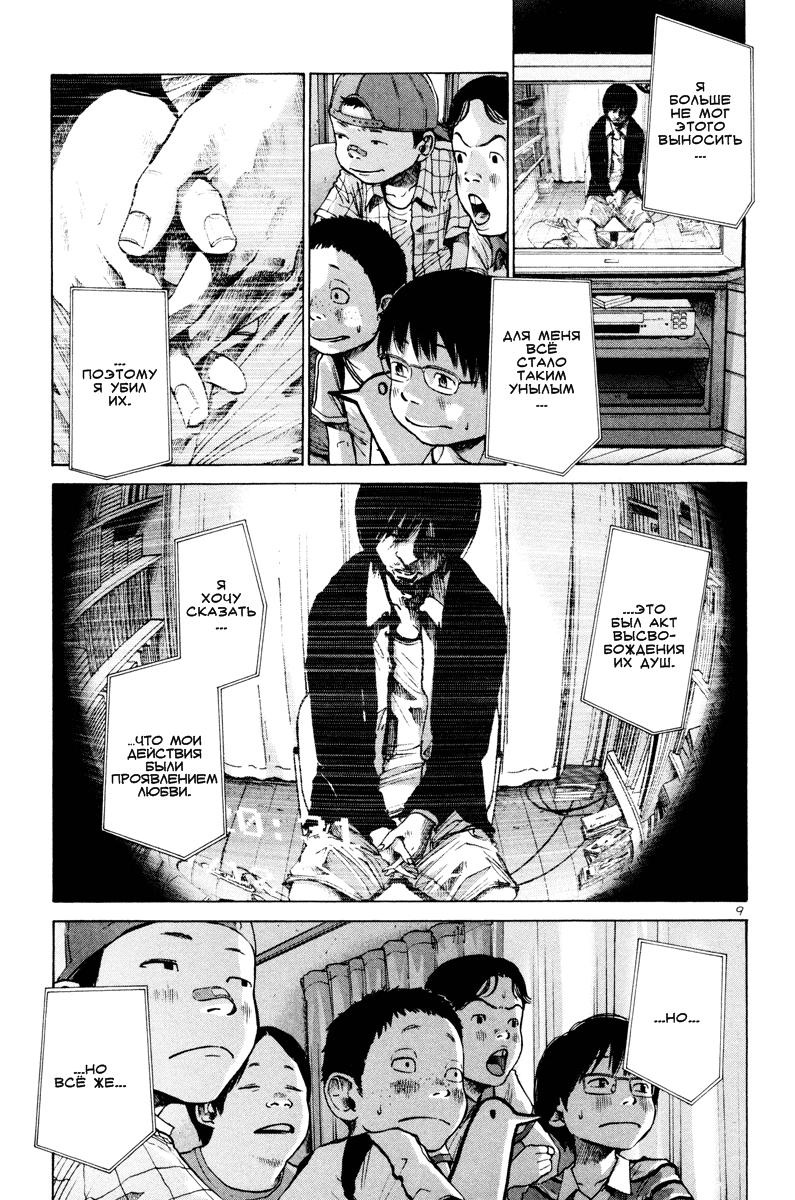 Я
БОЛЬШЕ
НЕ МОГ
ЭТОГО
ВЫНОСИТЬ
...
ДЛЯ МЕНЯ
ВСЁ
СТАЛО
ТАКИМ
УНЫЛЫМ
...
...
ПОЭТОМУ
Я УБИЛ
ИХ.
...ЭТО
БЫЛ АКТ
ВЫСВО-
БОЖДЕНИЯ
ИХ ДУШ.
Я
ХОЧУ
СКАЗАТЬ
...
...ЧТО МОИ
ДЕЙСТВИЯ
БЫЛИ
ПРОЯВЛЕНИЕМ
ЛЮБВИ.
9
...НО...
...НО
ВСЁ ЖЕ...
7